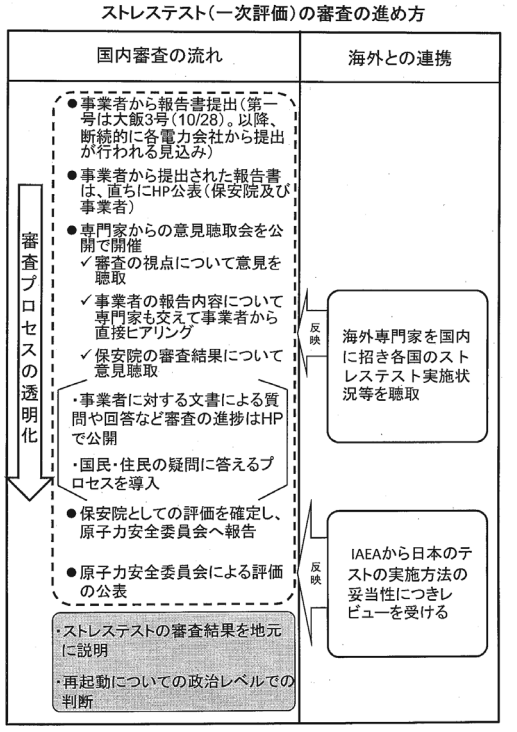 ストレステスト(一次評価)の審査の進め方
国内審査の流れ
海外との連携
審査プロセスの透明化
●事業者から報告書提出(第一
号は大飯3号(10/28)。以降、
断続的に各電力会社から提出
が行われる見込み)
●事業者から提出された報告書
は、直ちにHP公表(保安院及び
事業者)
●専門家からの意見聴取会を公
開で開催
✓審査の視点について意見を
聴取
✓事業者の報告内容について
専門家も交えて事業者から
直接ヒアリング
✓保安院の審査結果について
意見聴取
・事業者に対する文書による質
問や回答など審査の進捗はHP
で公開
・国民・住民の疑問に答えるプ
ロセスを導入
●保安院としての評価を確定し、
原子力安全委員会へ報告
●原子力安全委員会による評価
の公表
・ストレステストの審査結果を地元
に説明
・再起動についての政治レベルでの
判断
反映
海外専門家を国内
に招き各国のスト
レステスト実施状
況等を聴取
反映
IAEAから日本のテ
ストの実施方法の
妥当性につきレ
ビューを受ける